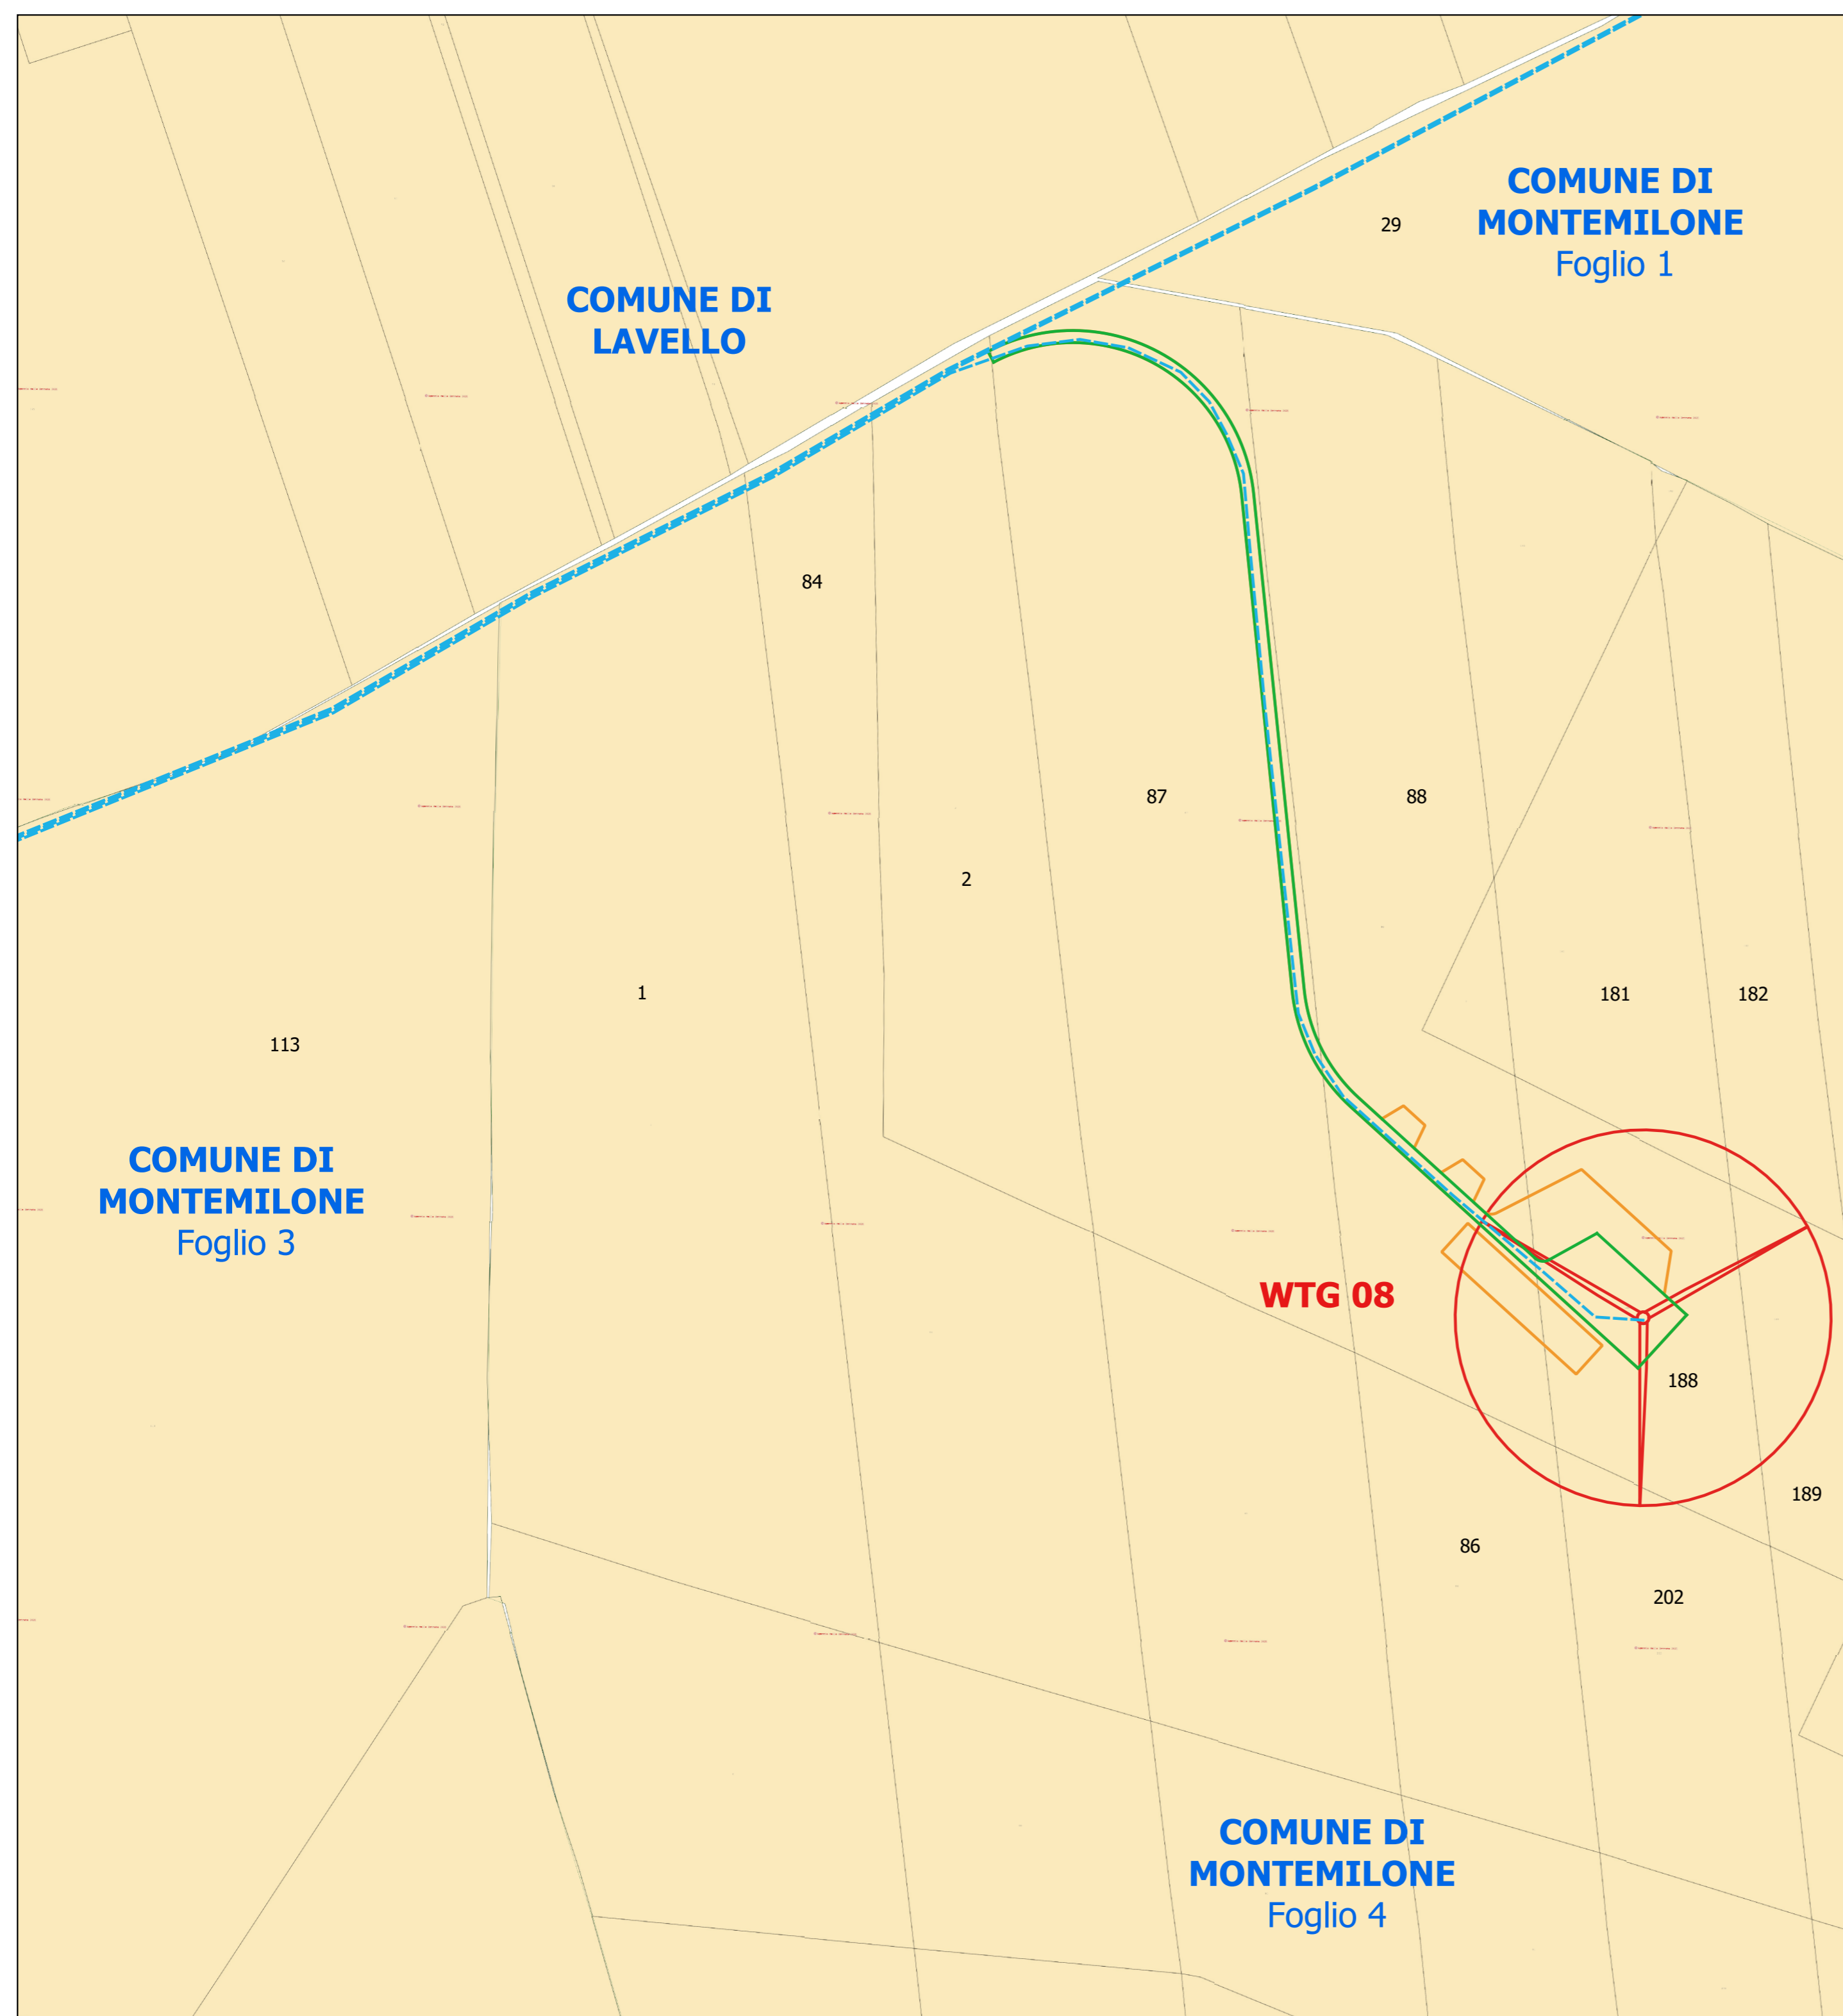 COMUNE DI
MONTEMILONE
Foglio 1
29
COMUNE DI
LAVELLO
84
87
88
2
1
181
182
113
COMUNE DI
MONTEMILONE
Foglio 3
WTG 08
188
189
86
202
COMUNE DI
MONTEMILONE
Foglio 4